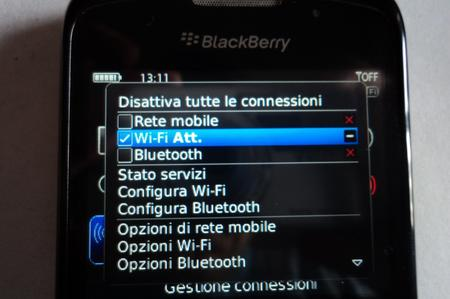 BlackBerry
13:11 OFF
Disattiva tutte le connessioni
Rete mobile
Wi-Fi Att.
Bluetooth
Stato servizi
Configura Wi-Fi
Configura Bluetooth
Opzioni di rete mobile
Opzioni Wi-Fi
Opzioni Bluetooth
Gestione connessioni